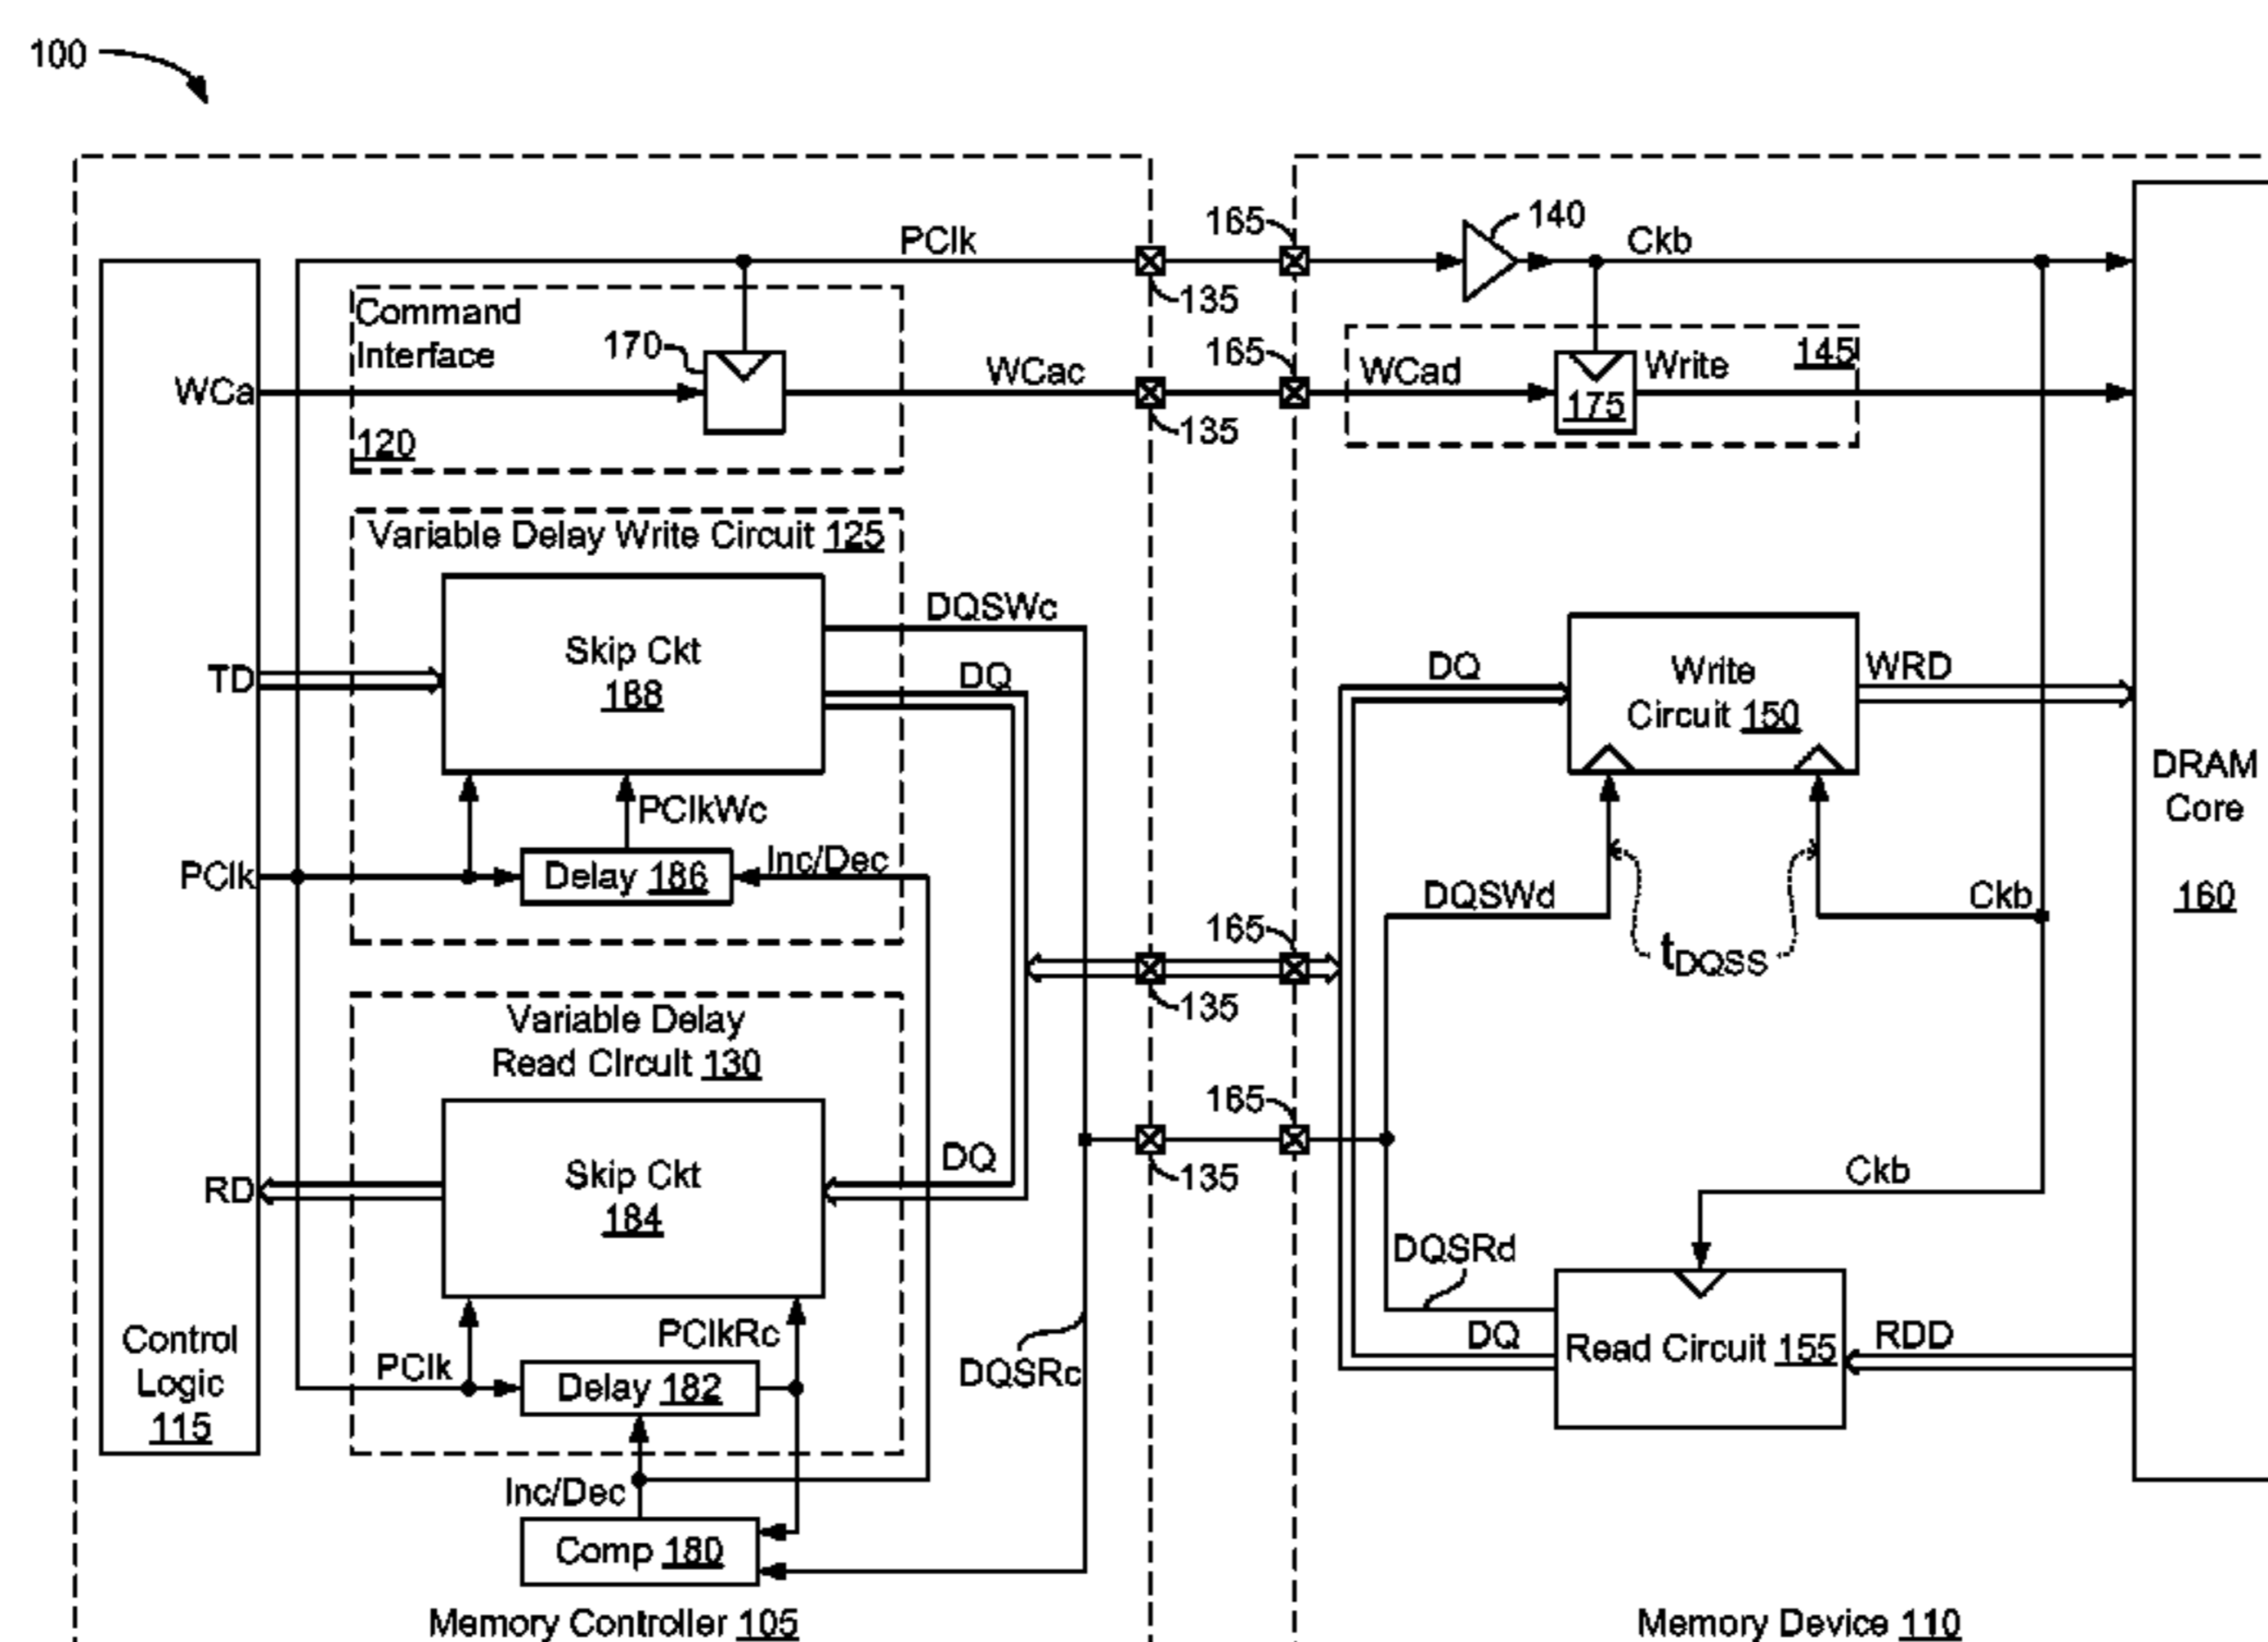 100
165
140
PClk
Ckb
135
Command
Interface
170
165
145
WCa
WCac
WCad
Write
175
120
135
Variable Delay Write Circuit 125
DQSWc
Skip Ckt
188
TD
DQ
DQ
Write
Circuit 150
WRD
DRAM
Core
160
PClkWc
Inc/Dec
PClk
Delay 186
DQSWd
Ckb
165
tDQSS
135
Variable Delay
Read Circuit 130
165
DQ
135
Skip Ckt
184
RD
Ckb
DQSRd
PClkRc
Control
Logic
115
PClk
DQSRc
DQ
Read Circuit 155
RDD
Delay 182
Inc/Dec
Comp 180
Memory Controller 105
Memory Device 110